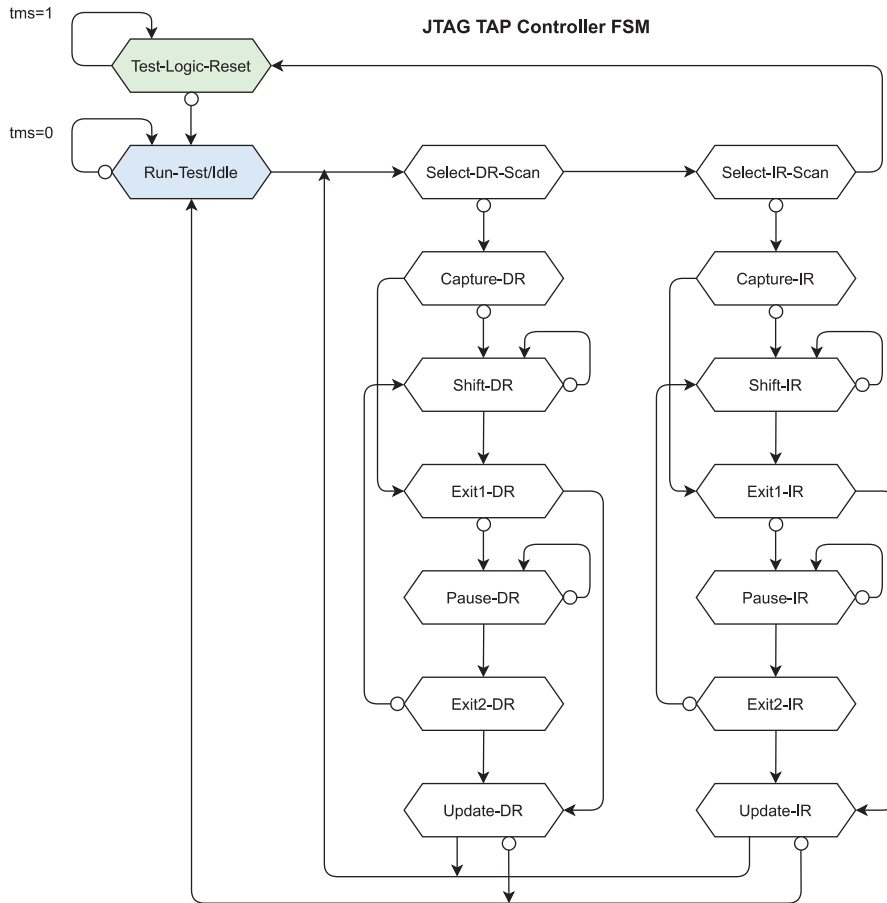 tms=1
JTAG TAP Controller FSM
Test-Logic-Reset
tms=0
Run-Test/Idle
Select-DR-Scan
Select-IR-Scan
Capture-DR
Capture-IR
Shift-DR
Shift-IR
Exit1-DR
Exit1-IR
Pause-DR
Pause-IR
Exit2-DR
Exit2-IR
Update-DR
Update-IR